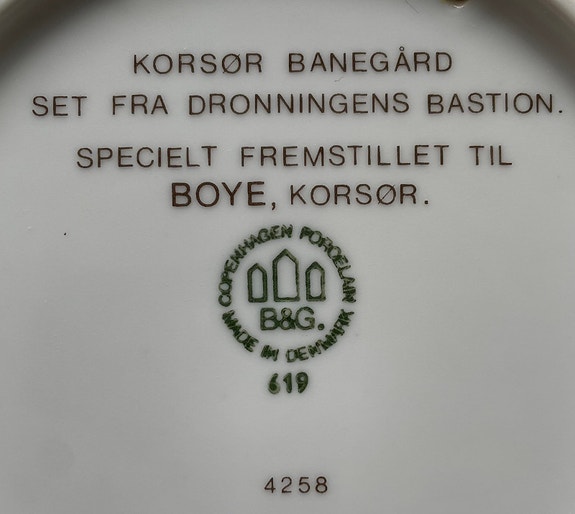 KORSØR BANEGÅRD
SET FRA DRONNINGENS BASTION.
SPECIELT FREMSTILLET TIL
BOYE, KORSØR.
COPENHAGEN PORCELAIN
B&G.
MADE IN DENMARK
619
4258